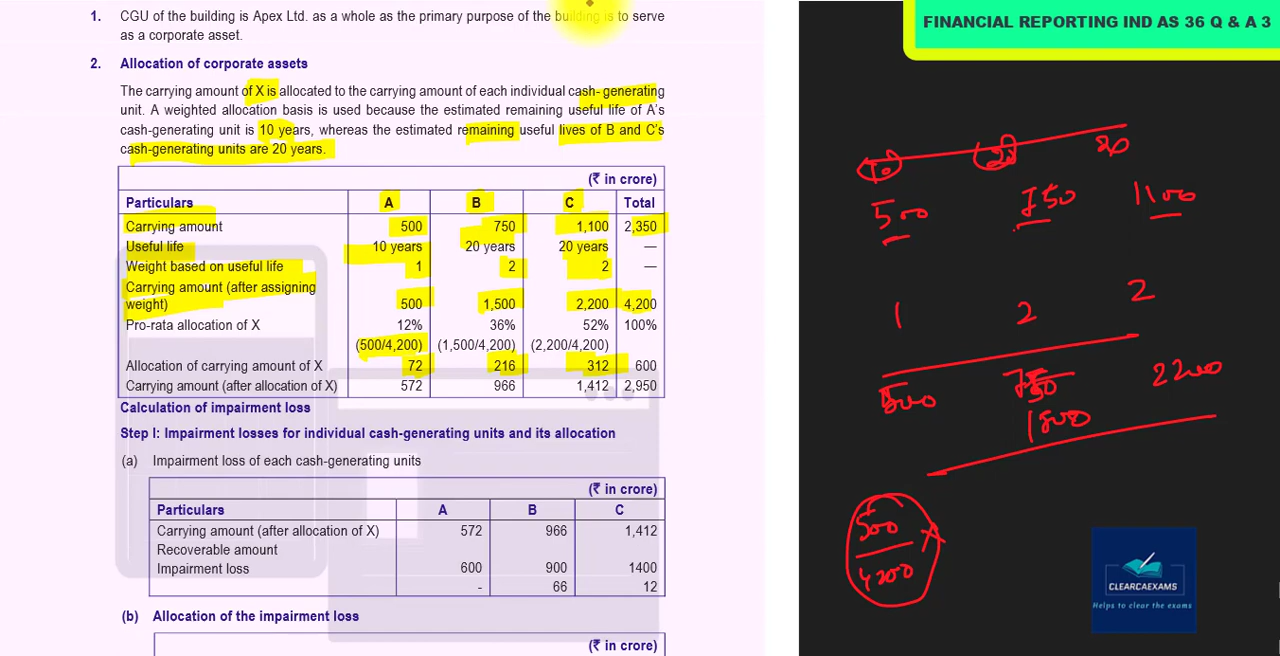 1. CGU of the building is Apex Ltd. as a whole as the primary purpose of the building is to serve
as a corporate asset.
2. Allocation of corporate assets
The carrying amount of X is allocated to the carrying amount of each individual cash- generating
unit. A weighted allocation basis is used because the estimated remaining useful life of A's
cash-generating unit is 10 years, whereas the estimated remaining useful lives of B and C's
cash-generating units are 20 years.
(₹ in crore)
Particulars A B C Total
Carrying amount 500 750 1,100 2,350
Useful life 10 years 20 years 20 years —
Weight based on useful life 1 2 2 —
Carrying amount (after assigning
weight) 500 1,500 2,200 4,200
Pro-rata allocation of X 12% 36% 52% 100%
(500/4,200) (1,500/4,200) (2,200/4,200)
Allocation of carrying amount of X 72 216 312 600
Carrying amount (after allocation of X) 572 966 1,412 2,950
Calculation of impairment loss
Step I: Impairment losses for individual cash-generating units and its allocation
(a) Impairment loss of each cash-generating units
(₹ in crore)
Particulars A B C
Carrying amount (after allocation of X) 572 966 1,412
Recoverable amount
Impairment loss 600 900 1400
- 66 12
(b) Allocation of the impairment loss
(₹ in crore)
FINANCIAL REPORTING IND AS 36 Q & A 3
10 20 20
500 750 1100
1 2 2
500 750 2200
1500
500
4200 x
CLEARCAEXAMS
Helps to clear the exams